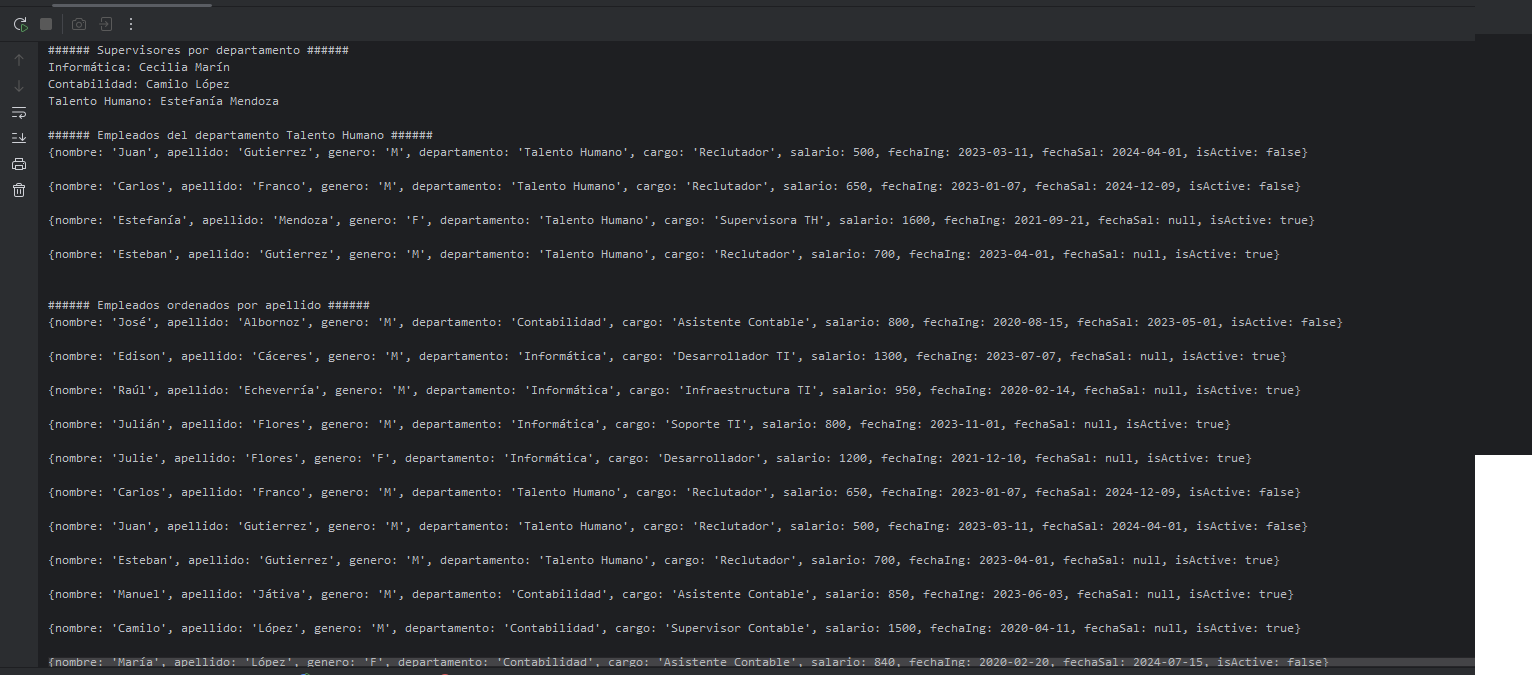 ###### Supervisores por departamento ######
Informática: Cecilia Marín
Contabilidad: Camilo López
Talento Humano: Estefanía Mendoza
###### Empleados del departamento Talento Humano ######
{nombre: 'Juan', apellido: 'Gutierrez', genero: 'M', departamento: 'Talento Humano', cargo: 'Reclutador', salario: 500, fechaIng: 2023-03-11, fechaSal: 2024-04-01, isActive: false}
{nombre: 'Carlos', apellido: 'Franco', genero: 'M', departamento: 'Talento Humano', cargo: 'Reclutador', salario: 650, fechaIng: 2023-01-07, fechaSal: 2024-12-09, isActive: false}
{nombre: 'Estefanía', apellido: 'Mendoza', genero: 'F', departamento: 'Talento Humano', cargo: 'Supervisora TH', salario: 1600, fechaIng: 2021-09-21, fechaSal: null, isActive: true}
{nombre: 'Esteban', apellido: 'Gutierrez', genero: 'M', departamento: 'Talento Humano', cargo: 'Reclutador', salario: 700, fechaIng: 2023-04-01, fechaSal: null, isActive: true}
###### Empleados ordenados por apellido ######
{nombre: 'José', apellido: 'Albornoz', genero: 'M', departamento: 'Contabilidad', cargo: 'Asistente Contable', salario: 800, fechaIng: 2020-08-15, fechaSal: 2023-05-01, isActive: false}
{nombre: 'Edison', apellido: 'Cáceres', genero: 'M', departamento: 'Informática', cargo: 'Desarrollador TI', salario: 1300, fechaIng: 2023-07-07, fechaSal: null, isActive: true}
{nombre: 'Raúl', apellido: 'Echeverría', genero: 'M', departamento: 'Informática', cargo: 'Infraestructura TI', salario: 950, fechaIng: 2020-02-14, fechaSal: null, isActive: true}
{nombre: 'Julián', apellido: 'Flores', genero: 'M', departamento: 'Informática', cargo: 'Soporte TI', salario: 800, fechaIng: 2023-11-01, fechaSal: null, isActive: true}
{nombre: 'Julie', apellido: 'Flores', genero: 'F', departamento: 'Informática', cargo: 'Desarrollador', salario: 1200, fechaIng: 2021-12-10, fechaSal: null, isActive: true}
{nombre: 'Carlos', apellido: 'Franco', genero: 'M', departamento: 'Talento Humano', cargo: 'Reclutador', salario: 650, fechaIng: 2023-01-07, fechaSal: 2024-12-09, isActive: false}
{nombre: 'Juan', apellido: 'Gutierrez', genero: 'M', departamento: 'Talento Humano', cargo: 'Reclutador', salario: 500, fechaIng: 2023-03-11, fechaSal: 2024-04-01, isActive: false}
{nombre: 'Esteban', apellido: 'Gutierrez', genero: 'M', departamento: 'Talento Humano', cargo: 'Reclutador', salario: 700, fechaIng: 2023-04-01, fechaSal: null, isActive: true}
{nombre: 'Manuel', apellido: 'Játiva', genero: 'M', departamento: 'Contabilidad', cargo: 'Asistente Contable', salario: 850, fechaIng: 2023-06-03, fechaSal: null, isActive: true}
{nombre: 'Camilo', apellido: 'López', genero: 'M', departamento: 'Contabilidad', cargo: 'Supervisor Contable', salario: 1500, fechaIng: 2020-04-11, fechaSal: null, isActive: true}
{nombre: 'María', apellido: 'López', genero: 'F', departamento: 'Contabilidad', cargo: 'Asistente Contable', salario: 840, fechaIng: 2020-02-20, fechaSal: 2024-07-15, isActive: false}